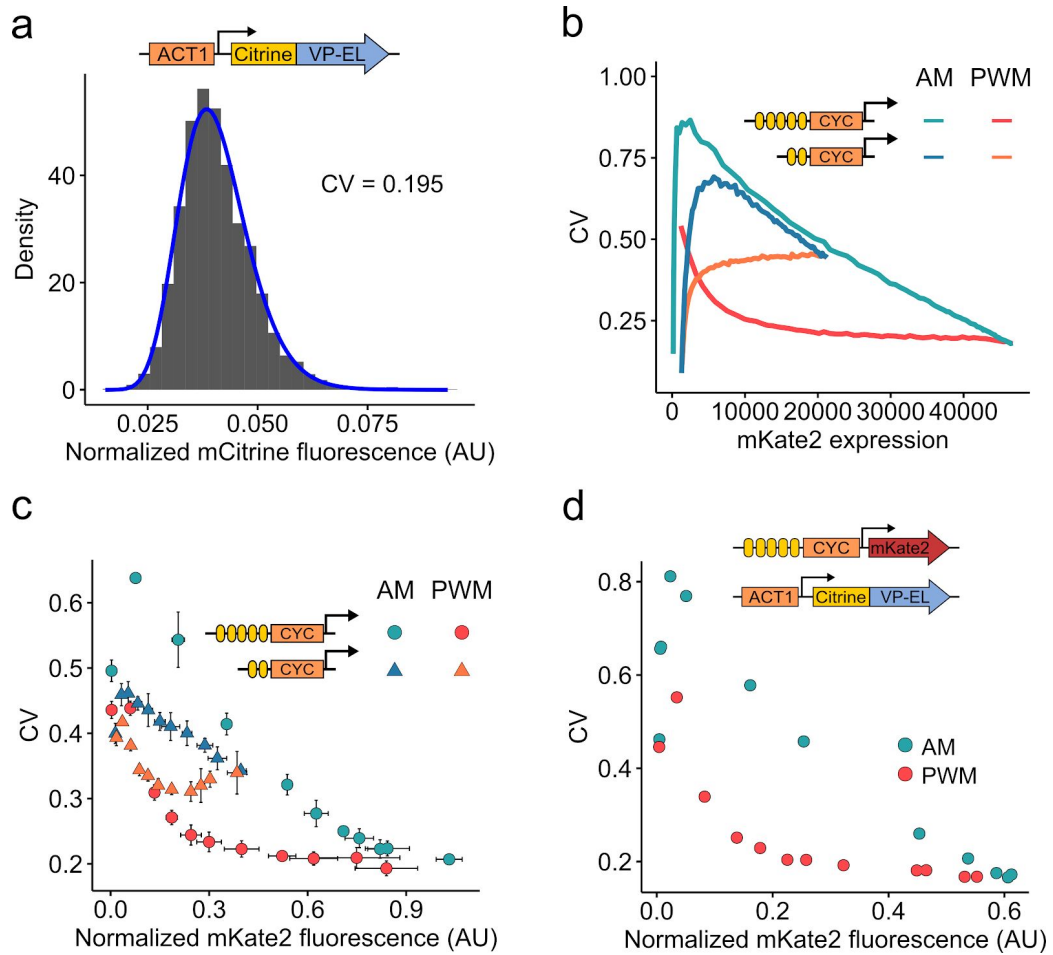 a
ACT1 Citrine VP-EL
CV = 0.195
Density
40
20
0
0.025 0.050 0.075
Normalized mCitrine fluorescence (AU)
b
AM PWM
CYC
CYC
CV
1.00
0.75
0.50
0.25
0 10000 20000 30000 40000
mKate2 expression
c
AM PWM
CYC
CYC
CV
0.6
0.5
0.4
0.3
0.2
0.0 0.3 0.6 0.9
Normalized mKate2 fluorescence (AU)
d
CYC mKate2
ACT1 Citrine VP-EL
AM
PWM
CV
0.8
0.6
0.4
0.2
0.0 0.2 0.4 0.6
Normalized mKate2 fluorescence (AU)